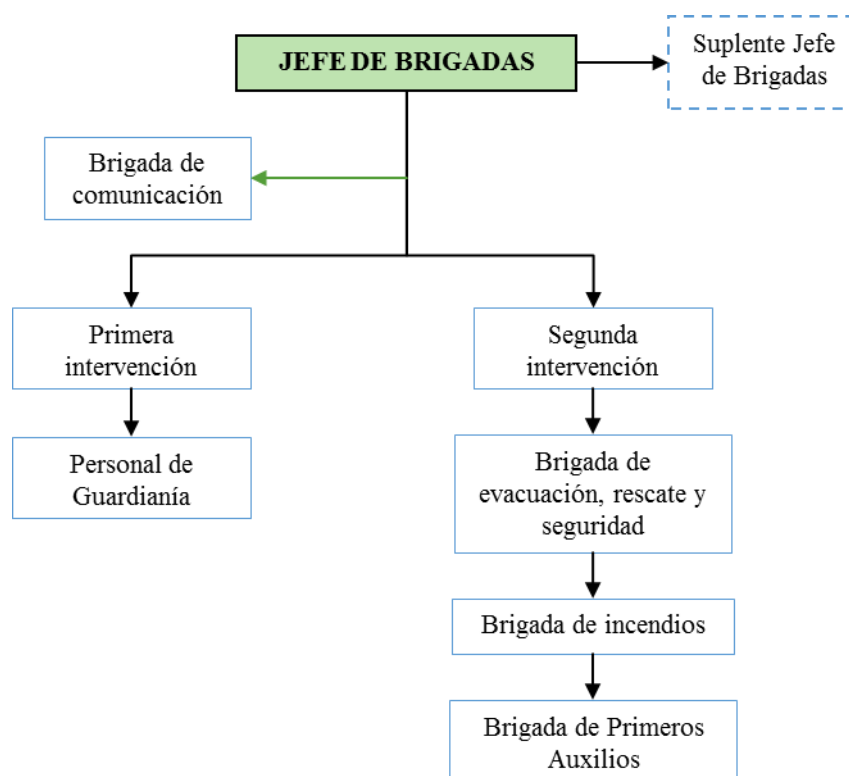 JEFE DE BRIGADAS
Suplente Jefe
de Brigadas
Brigada de
comunicación
Primera
intervención
Segunda
intervención
Personal de
Guardianía
Brigada de
evacuación, rescate y
seguridad
Brigada de incendios
Brigada de Primeros
Auxilios